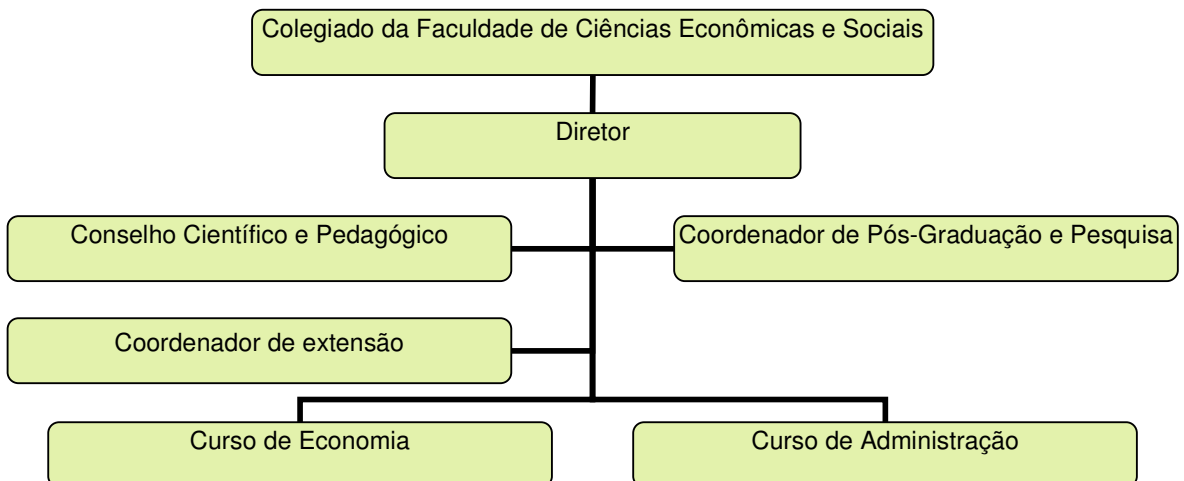 Colegiado da Faculdade de Ciências Econômicas e Sociais
Diretor
Conselho Científico e Pedagógico
Coordenador de Pós-Graduação e Pesquisa
Coordenador de extensão
Curso de Economia
Curso de Administração